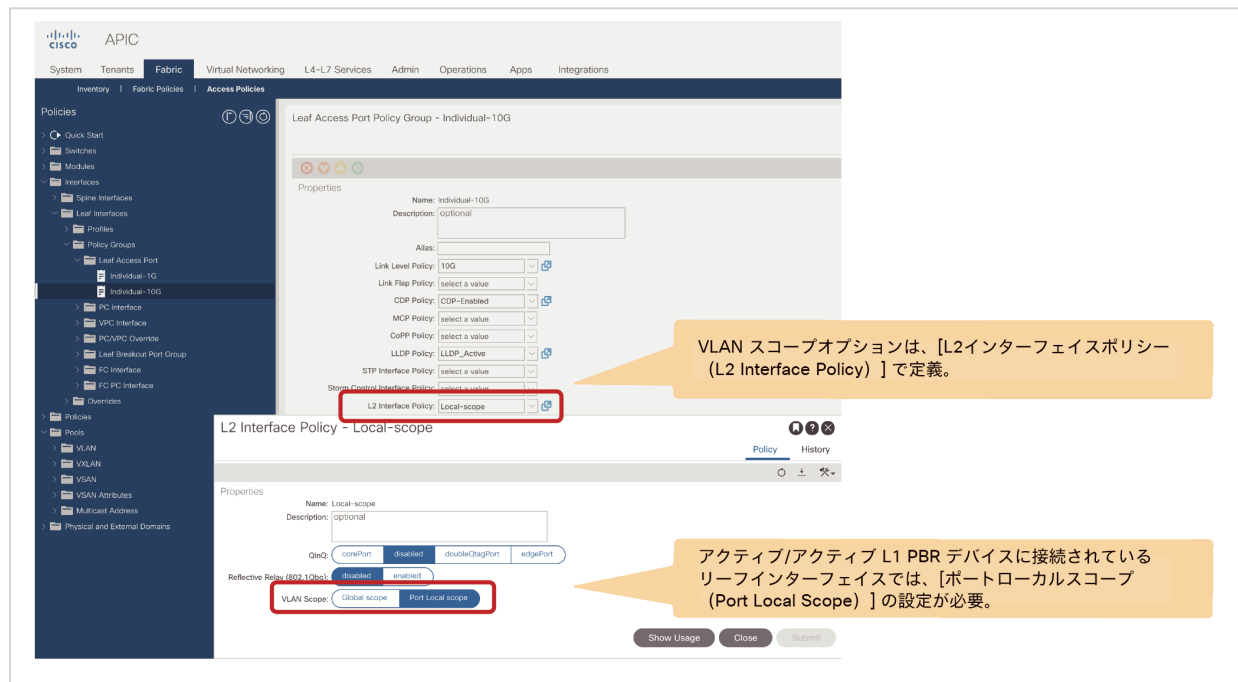 cisco APIC
System Tenants Fabric Virtual Networking L4-L7 Services Admin Operations Apps Integrations
Inventory | Fabric Policies | Access Policies
Policies
Quick Start
Switches
Modules
Interfaces
Spine Interfaces
Leaf Interfaces
Profiles
Policy Groups
Leaf Access Port
Individual-1G
Individual-10G
PC Interface
VPC Interface
PC/VPC Override
Leaf Breakout Port Group
FC Interface
FC PC Interface
Overrides
Policies
Pools
VLAN
VXLAN
VSAN
VSAN Attributes
Multicast Address
Physical and External Domains
Leaf Access Port Policy Group - Individual-10G
Properties
Name: Individual-10G
Description: optional
Alias:
Link Level Policy: 10G
Link Flap Policy: select a value
CDP Policy: CDP-Enabled
MCP Policy: select a value
CoPP Policy: select a value
LLDP Policy: LLDP_Active
STP Interface Policy: select a value
Storm Control Interface Policy: select a value
L2 Interface Policy: Local-scope
VLAN スコープオプションは、[L2インターフェイスポリシー
（L2 Interface Policy）] で定義。
L2 Interface Policy - Local-scope
Policy History
Properties
Name: Local-scope
Description: optional
QinQ: corePort disabled doubleQtagPort edgePort
Reflective Relay (802.1Qbg): disabled enabled
VLAN Scope: Global scope Port Local scope
アクティブ/アクティブ L1 PBR デバイスに接続されている
リーフインターフェイスでは、[ポートローカルスコープ
（Port Local Scope）] の設定が必要。
Show Usage Close Submit